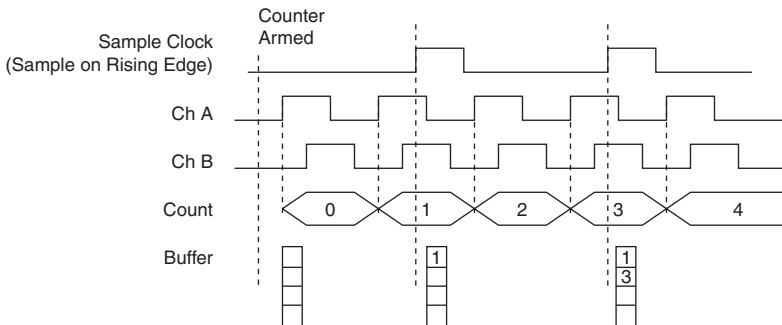 Counter
Armed
Sample Clock
(Sample on Rising Edge)
Ch A
Ch B
Count 0 1 2 3 4
Buffer 1 1
3